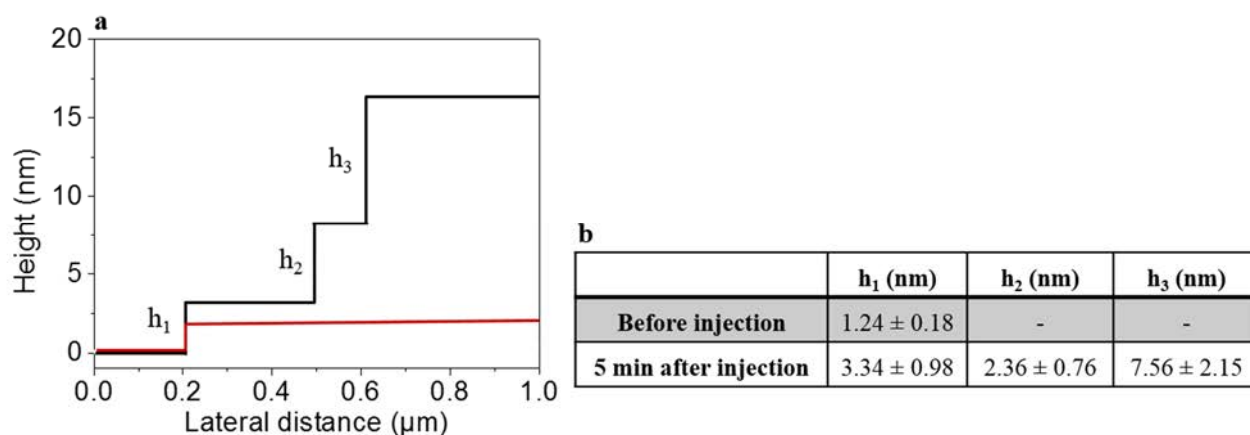 a
20
15
10
5
0
Height (nm)
h₁
h₂
h₃
0.0 0.2 0.4 0.6 0.8 1.0
Lateral distance (µm)
b
h₁ (nm) h₂ (nm) h₃ (nm)
Before injection 1.24 ± 0.18 - -
5 min after injection 3.34 ± 0.98 2.36 ± 0.76 7.56 ± 2.15